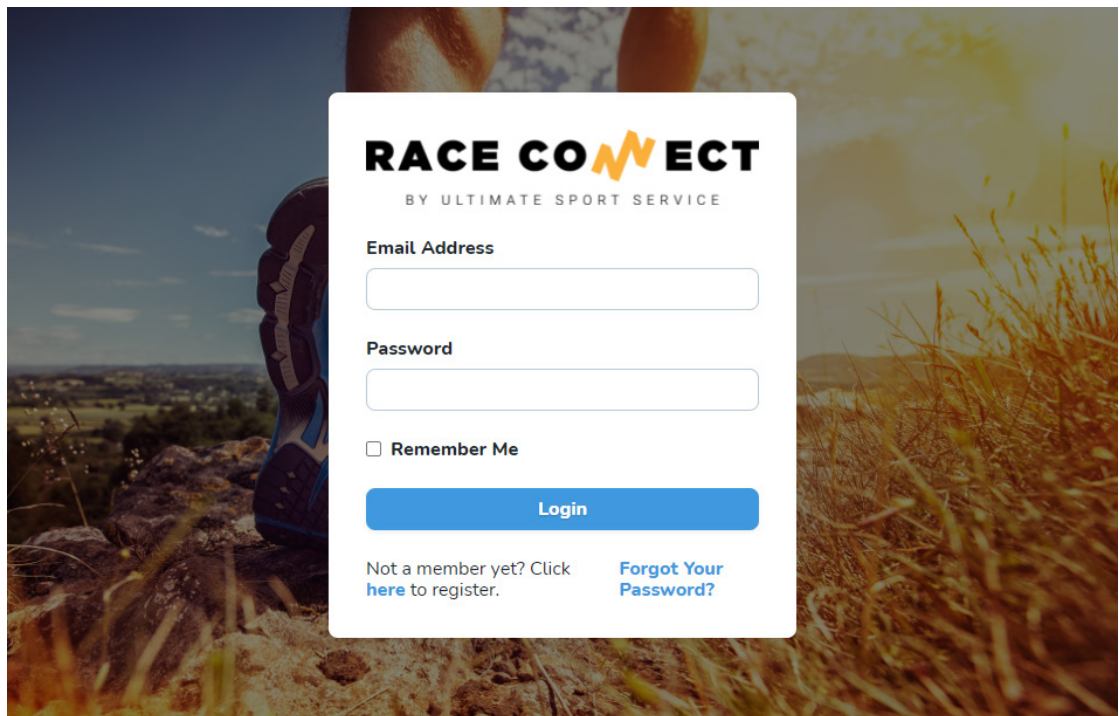 RACE CONNECT
BY ULTIMATE SPORT SERVICE
Email Address
Password
Remember Me
Login
Not a member yet? Click
here to register.
Forgot Your
Password?